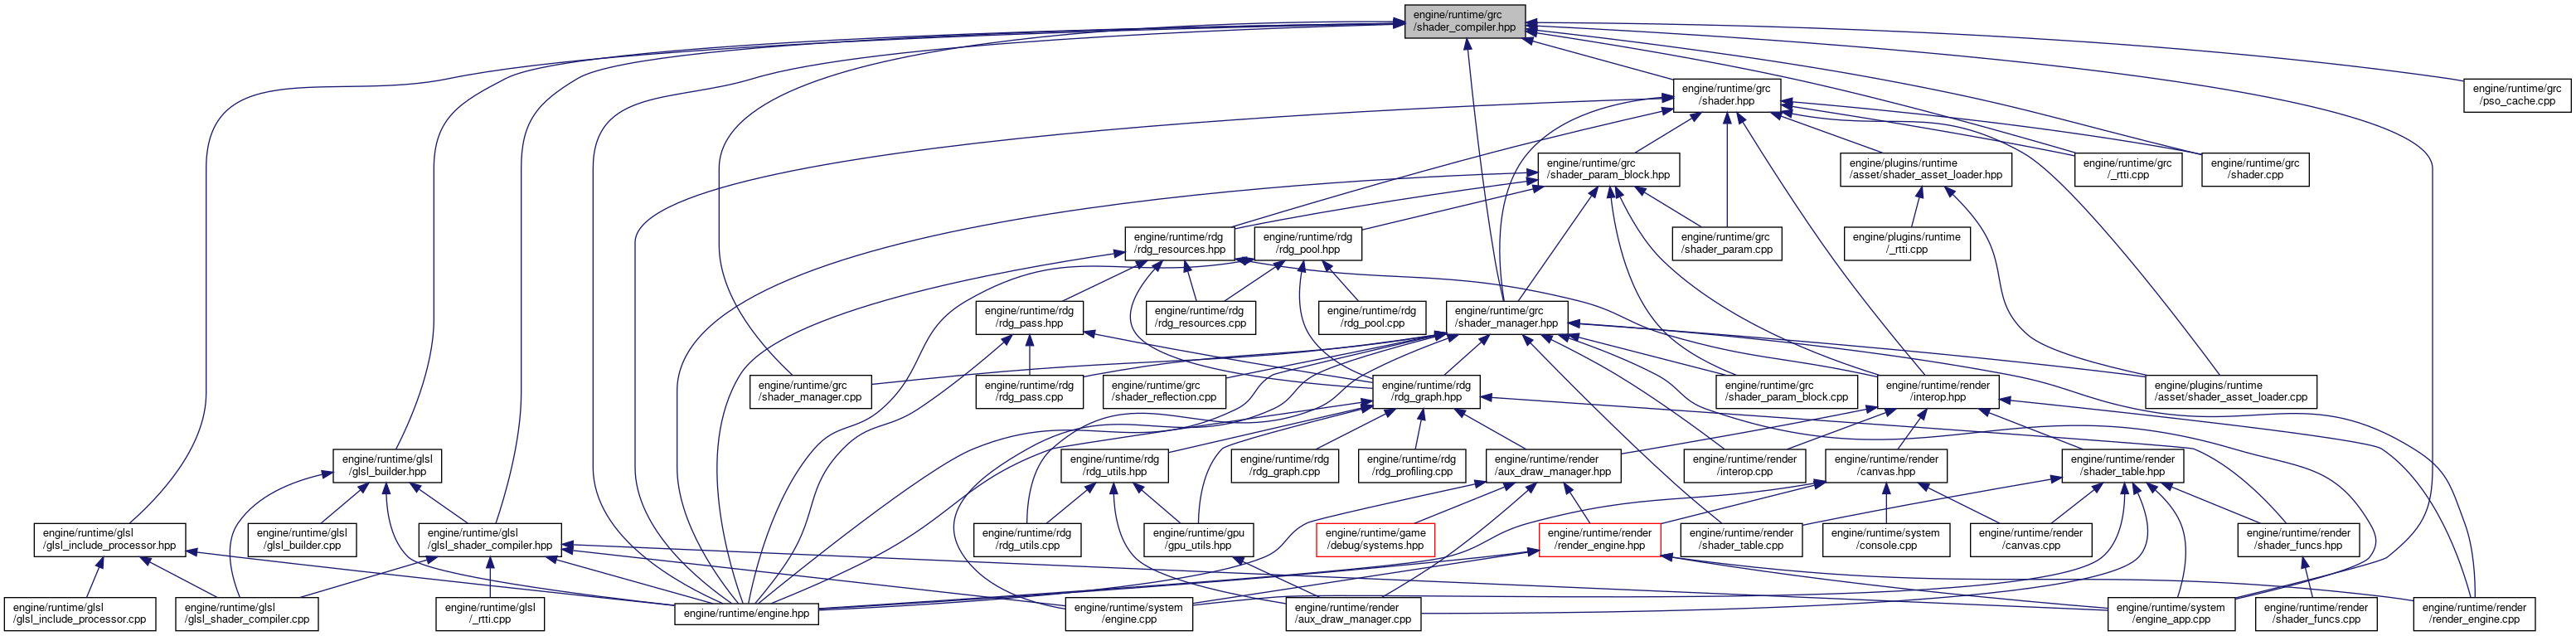 engine/runtime/grc
/shader_compiler.hpp
engine/runtime/grc
/shader.hpp
engine/runtime/grc
/pso_cache.cpp
engine/runtime/grc
/shader_param_block.hpp
engine/plugins/runtime
/asset/shader_asset_loader.hpp
engine/runtime/grc
/_rtti.cpp
engine/runtime/grc
/shader.cpp
engine/runtime/rdg
/rdg_resources.hpp
engine/runtime/rdg
/rdg_pool.hpp
engine/runtime/grc
/shader_param.cpp
engine/plugins/runtime
/_rtti.cpp
engine/runtime/rdg
/rdg_pass.hpp
engine/runtime/rdg
/rdg_resources.cpp
engine/runtime/rdg
/rdg_pool.cpp
engine/runtime/grc
/shader_manager.hpp
engine/runtime/grc
/shader_manager.cpp
engine/runtime/rdg
/rdg_pass.cpp
engine/runtime/grc
/shader_reflection.cpp
engine/runtime/rdg
/rdg_graph.hpp
engine/runtime/grc
/shader_param_block.cpp
engine/runtime/render
/interop.hpp
engine/plugins/runtime
/asset/shader_asset_loader.cpp
engine/runtime/glsl
/glsl_builder.hpp
engine/runtime/rdg
/rdg_utils.hpp
engine/runtime/rdg
/rdg_graph.cpp
engine/runtime/rdg
/rdg_profiling.cpp
engine/runtime/render
/aux_draw_manager.hpp
engine/runtime/render
/interop.cpp
engine/runtime/render
/canvas.hpp
engine/runtime/render
/shader_table.hpp
engine/runtime/glsl
/glsl_include_processor.hpp
engine/runtime/glsl
/glsl_builder.cpp
engine/runtime/glsl
/glsl_shader_compiler.hpp
engine/runtime/rdg
/rdg_utils.cpp
engine/runtime/gpu
/gpu_utils.hpp
engine/runtime/game
/debug/systems.hpp
engine/runtime/render
/render_engine.hpp
engine/runtime/render
/shader_table.cpp
engine/runtime/system
/console.cpp
engine/runtime/render
/canvas.cpp
engine/runtime/render
/shader_funcs.hpp
engine/runtime/glsl
/glsl_include_processor.cpp
engine/runtime/glsl
/glsl_shader_compiler.cpp
engine/runtime/glsl
/_rtti.cpp
engine/runtime/engine.hpp
engine/runtime/system
/engine.cpp
engine/runtime/render
/aux_draw_manager.cpp
engine/runtime/system
/engine_app.cpp
engine/runtime/render
/shader_funcs.cpp
engine/runtime/render
/render_engine.cpp